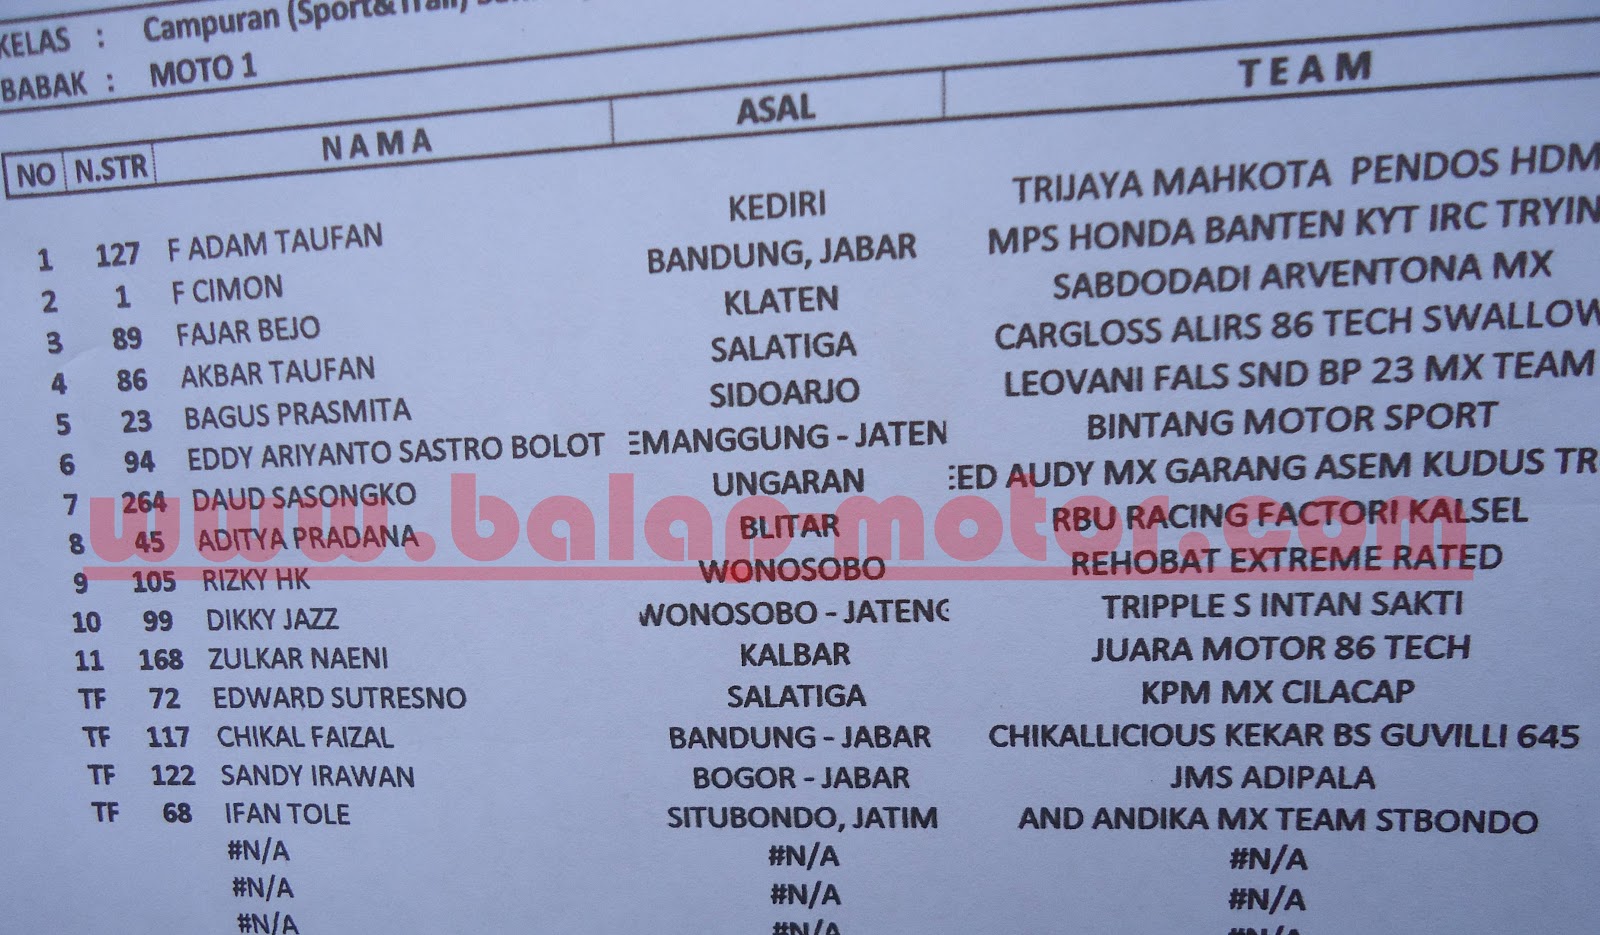 KELAS : Campuran (Sport&Trail)
BABAK : MOTO 1
NO N.STR NAMA ASAL TEAM
1 127 F ADAM TAUFAN KEDIRI TRIJAYA MAHKOTA PENDOS HDM
2 1 F CIMON BANDUNG, JABAR MPS HONDA BANTEN KYT IRC TRYIN
3 89 FAJAR BEJO KLATEN SABDODADI ARVENTONA MX
4 86 AKBAR TAUFAN SALATIGA CARGLOSS ALIRS 86 TECH SWALLOW
5 23 BAGUS PRASMITA SIDOARJO LEOVANI FALS SND BP 23 MX TEAM
6 94 EDDY ARIYANTO SASTRO BOLOT EMANGGUNG - JATEN BINTANG MOTOR SPORT
7 264 DAUD SASONGKO UNGARAN EED AUDY MX GARANG ASEM KUDUS TR
8 45 ADITYA PRADANA BLITAR RBU RACING FACTORI KALSEL
9 105 RIZKY HK WONOSOBO REHOBAT EXTREME RATED
10 99 DIKKY JAZZ WONOSOBO - JATENG TRIPPLE S INTAN SAKTI
11 168 ZULKAR NAENI KALBAR JUARA MOTOR 86 TECH
TF 72 EDWARD SUTRESNO SALATIGA KPM MX CILACAP
TF 117 CHIKAL FAIZAL BANDUNG - JABAR CHIKALLICIOUS KEKAR BS GUVILLI 645
TF 122 SANDY IRAWAN BOGOR - JABAR JMS ADIPALA
TF 68 IFAN TOLE SITUBONDO, JATIM AND ANDIKA MX TEAM STBONDO
#N/A #N/A #N/A
#N/A #N/A #N/A
#N/A #N/A #N/A
www.balap-motor.com